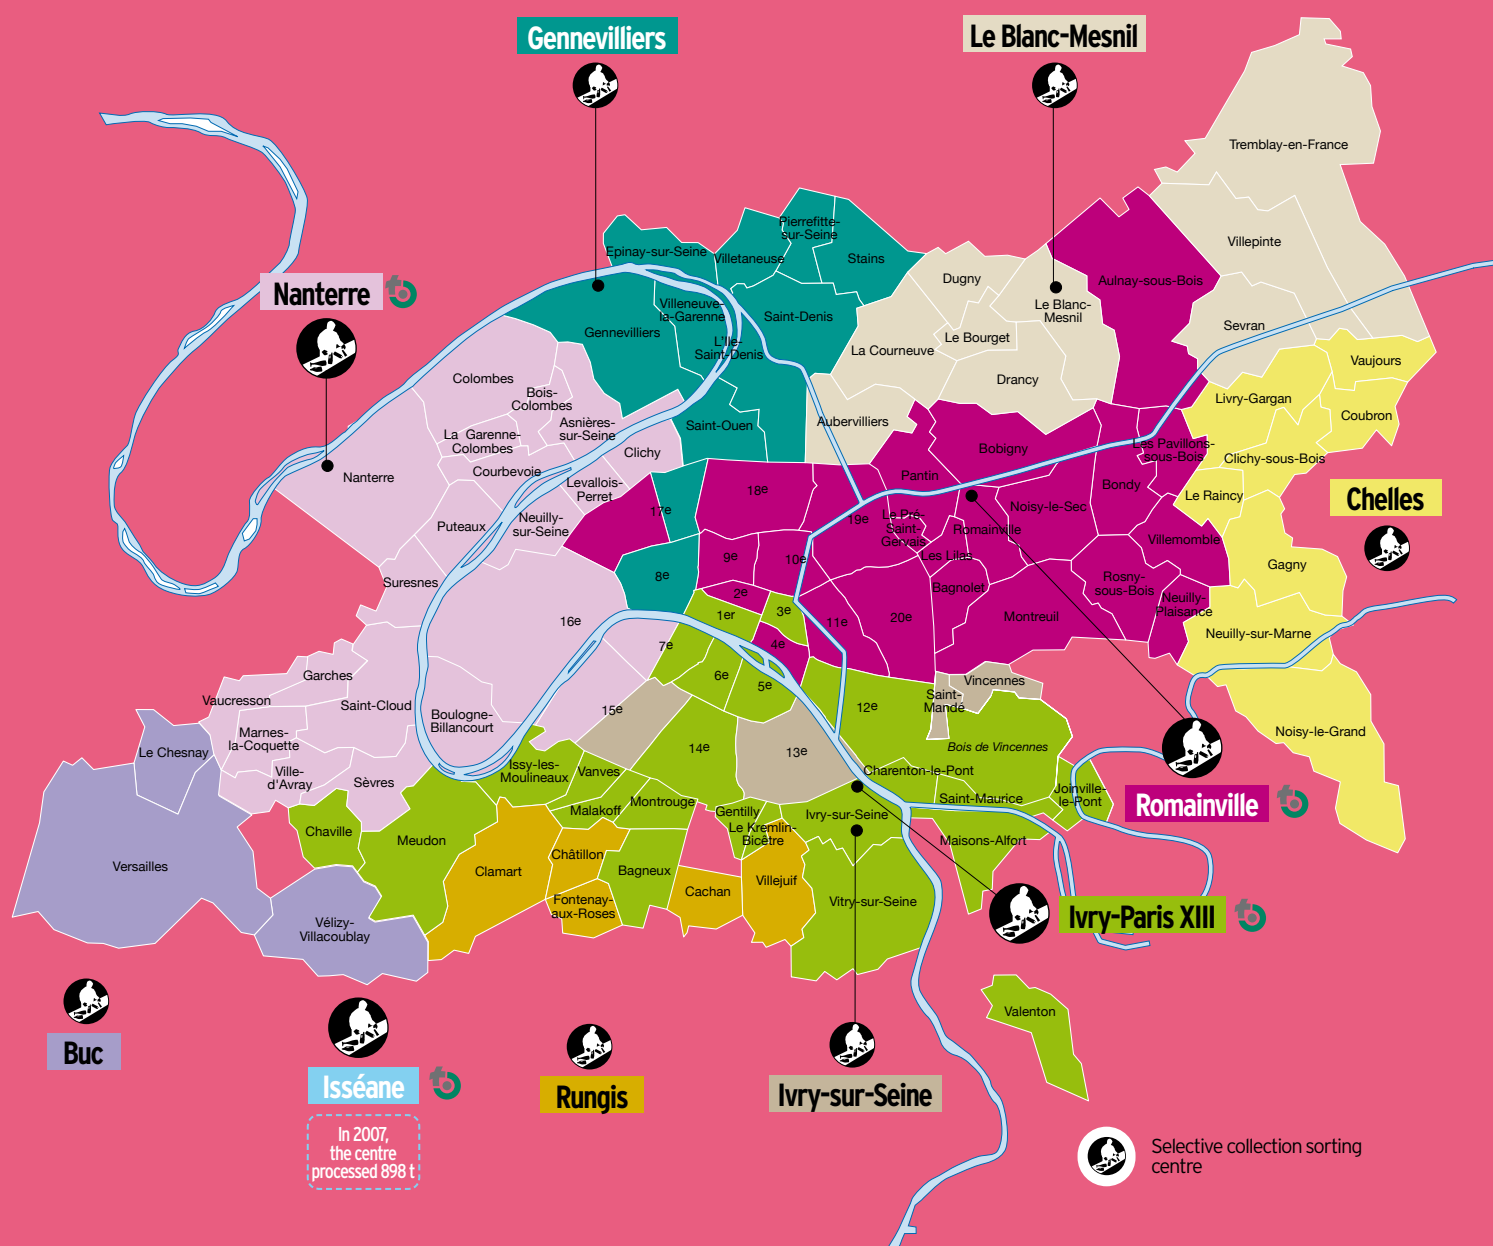 Gennevilliers
Le Blanc-Mesnil
Tremblay-en-France
Pierrefitte-
sur-Seine
Epinay-sur-Seine
Villetaneuse
Stains
Villepinte
Dugny
Aulnay-sous-Bois
Nanterre
Villeneuve-
la-Garenne
Saint-Denis
Le Blanc-
Mesnil
Gennevilliers
L'Ile-
Saint-Denis
La Courneuve
Le Bourget
Sevran
Vaujours
Colombes
Drancy
Bois-
Colombes
Livry-Gargan
Coubron
Asnières-
sur-Seine
Saint-Ouen
Aubervilliers
La Garenne-
Colombes
Clichy
Bobigny
Les Pavillons-
sous-Bois
Clichy-sous-Bois
Nanterre
Courbevoie
Levallois-
Perret
Pantin
Bondy
Le Raincy
Chelles
18e
17e
19e
Le Pré-
Saint-
Gervais
Noisy-le-Sec
Romainville
Puteaux
Neuilly-
sur-Seine
Villemomble
9e
10e
Les Lilas
Gagny
Suresnes
8e
2e
Bagnolet
Rosny-
sous-Bois
Neuilly-
Plaisance
1er
3e
16e
11e
20e
Montreuil
Neuilly-sur-Marne
7e
4e
Garches
6e
5e
Vincennes
Saint-
Mandé
Vaucresson
Saint-Cloud
15e
12e
Boulogne-
Billancourt
Marnes-
la-Coquette
Noisy-le-Grand
Le Chesnay
14e
13e
Bois de Vincennes
Ville-
d'Avray
Sèvres
Issy-les-
Moulineaux
Vanves
Charenton-le-Pont
Joinville-
le-Pont
Saint-Maurice
Romainville
Malakoff
Montrouge
Gentilly
Ivry-sur-Seine
Le Kremlin-
Bicêtre
Chaville
Meudon
Maisons-Alfort
Versailles
Clamart
Châtillon
Bagneux
Villejuif
Cachan
Fontenay-
aux-Roses
Vitry-sur-Seine
Ivry-Paris XIII
Vélizy-
Villacoublay
Valenton
Buc
Isséane
Rungis
Ivry-sur-Seine
In 2007,
the centre
processed 898 t
Selective collection sorting
centre